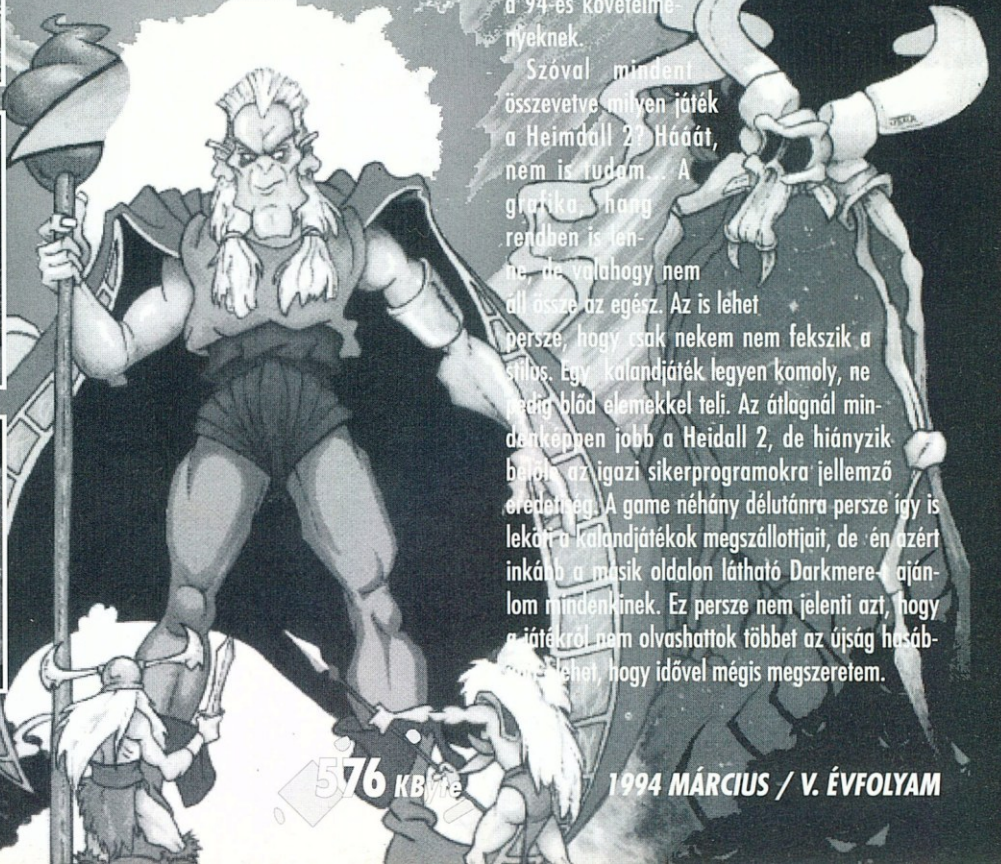 a 94-es követelmé-
nyeknek.
Szóval mindent
összevetve milyen játék
a Heimdall 2? Hááát,
nem is tudom... A
grafika, hang
rendben is len-
ne, de valahogy nem
áll össze az egész. Az is lehet
persze, hogy csak nekem nem fekszik a
stílus. Egy kalandjáték legyen komoly, ne
pedig blőd elemekkel teli. Az átlagnál min-
denképpen jobb a Heidall 2, de hiányzik
belőle az igazi sikerprogramokra jellemző
eredetiség. A game néhány délutánra persze így is
leköti a kalandjátékok megszállottjait, de én azért
inkább a másik oldalon látható Darkmere-t aján-
lom mindenkinek. Ez persze nem jelenti azt, hogy
a játékról nem olvashattok többet az újság hasáb-
lehet, hogy idővel mégis megszeretem.
576 KByte
1994 MÁRCIUS / V. ÉVFOLYAM